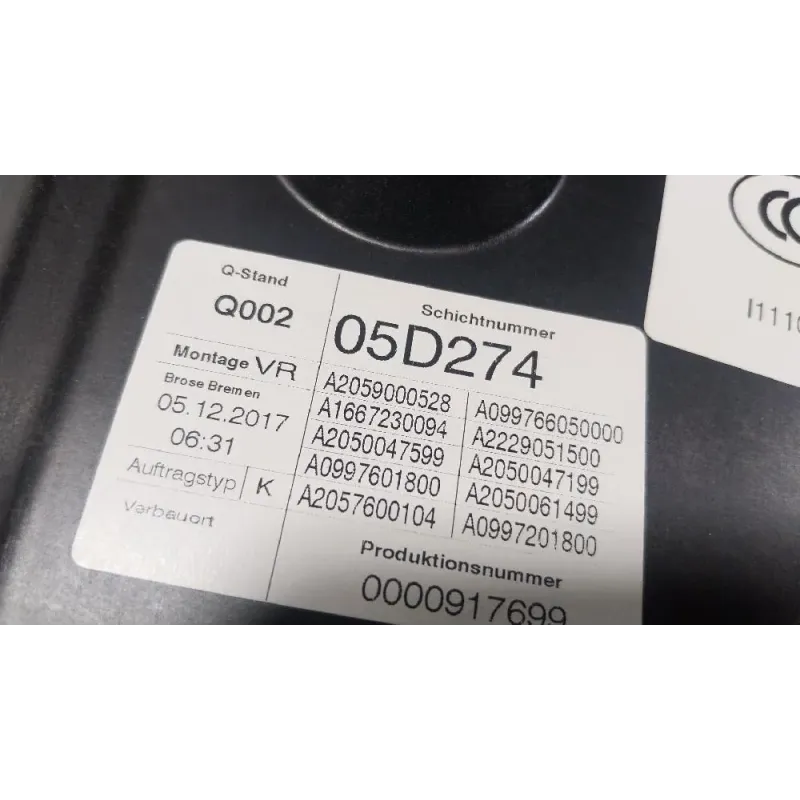 Q-Stand
Q002
Schichtnummer
05D274
Montage VR
Brose Bremen
05.12.2017
06:31
Auftragstyp K
Verbauort
A2059000528 A099766050000
A1667230094 A2229051500
A2050047599 A2050047199
A0997601800 A2050061499
A2057600104 A0997201800
Produktionsnummer
0000917699